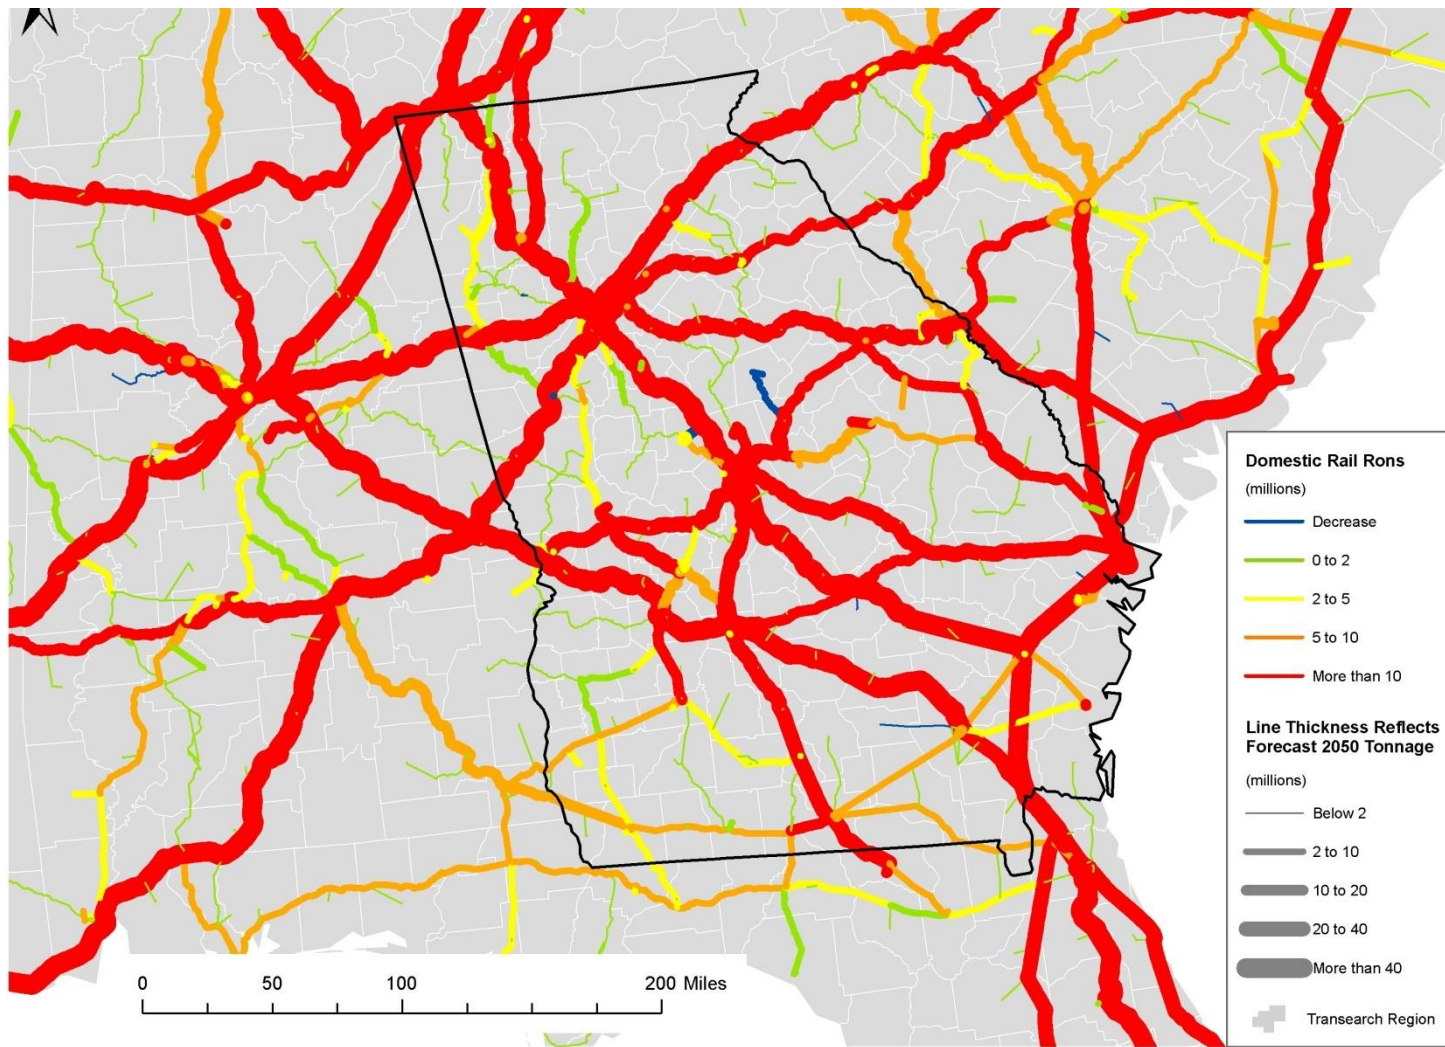 Domestic Rail Rons
(millions)
Decrease
0 to 2
2 to 5
5 to 10
More than 10
Line Thickness Reflects
Forecast 2050 Tonnage
(millions)
Below 2
2 to 10
10 to 20
20 to 40
More than 40
Transearch Region
0 50 100 200 Miles